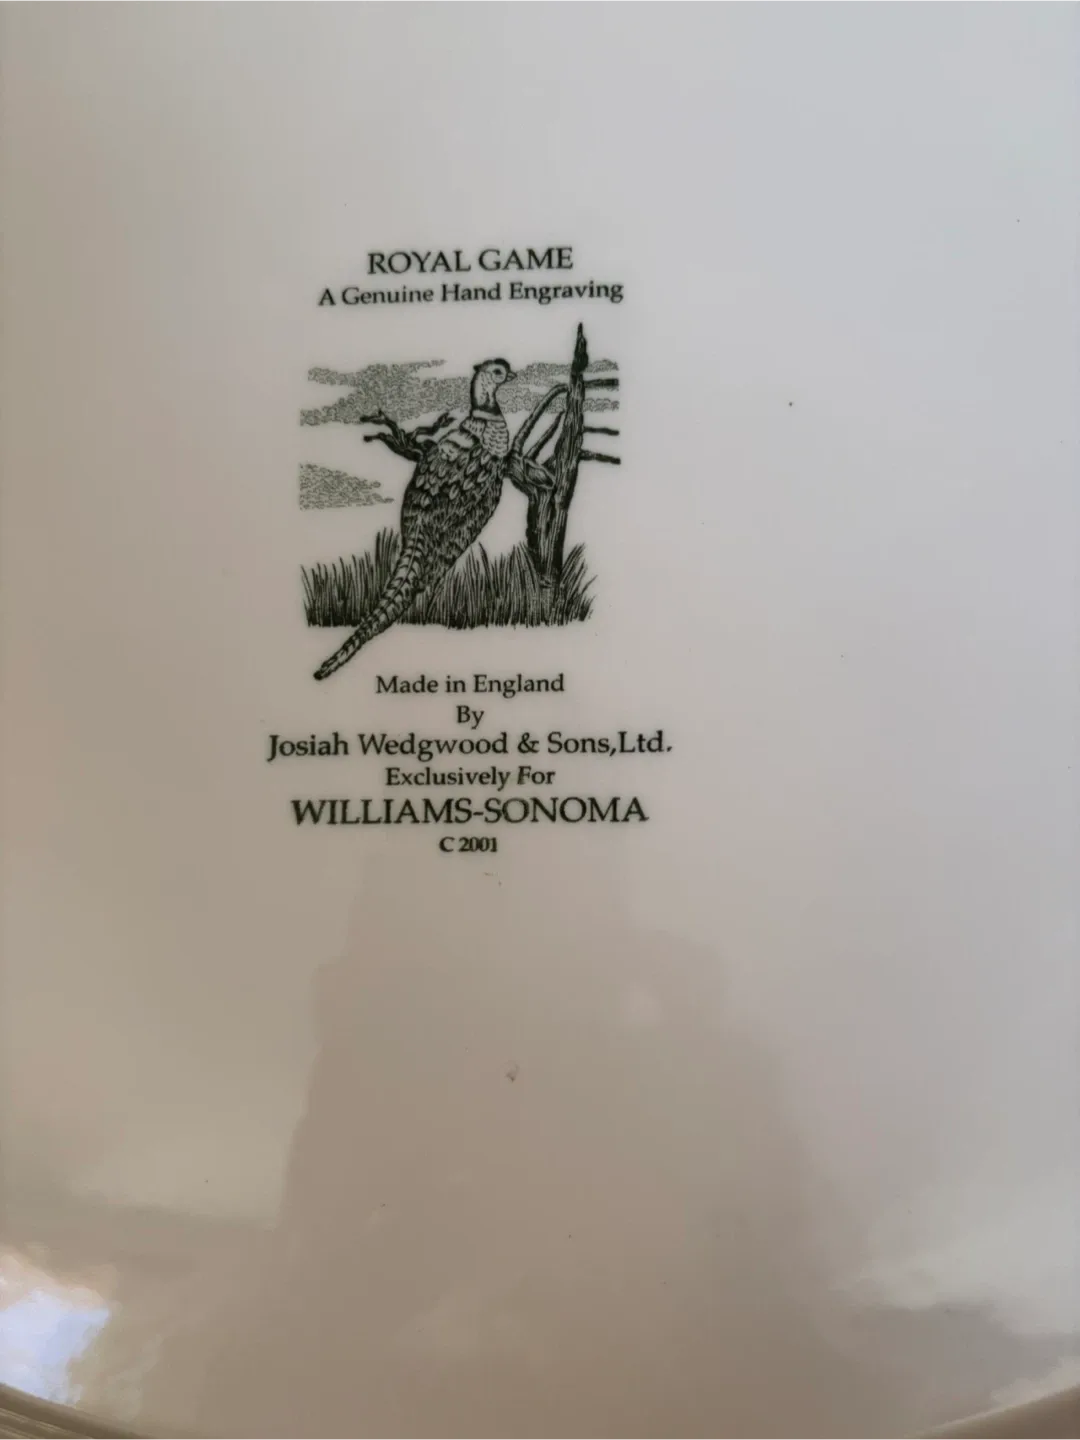 ROYAL GAME
A Genuine Hand Engraving
Made in England
By
Josiah Wedgwood & Sons,Ltd.
Exclusively For
WILLIAMS-SONOMA
C 2001